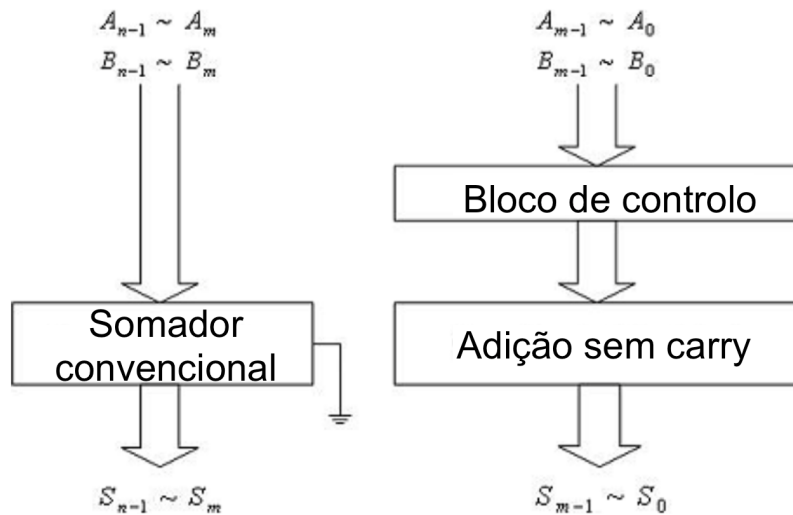 A_{n-1} ~ A_m
B_{n-1} ~ B_m
A_{m-1} ~ A_0
B_{m-1} ~ B_0
Bloco de controlo
Somador
convencional
Adição sem carry
S_{n-1} ~ S_m
S_{m-1} ~ S_0